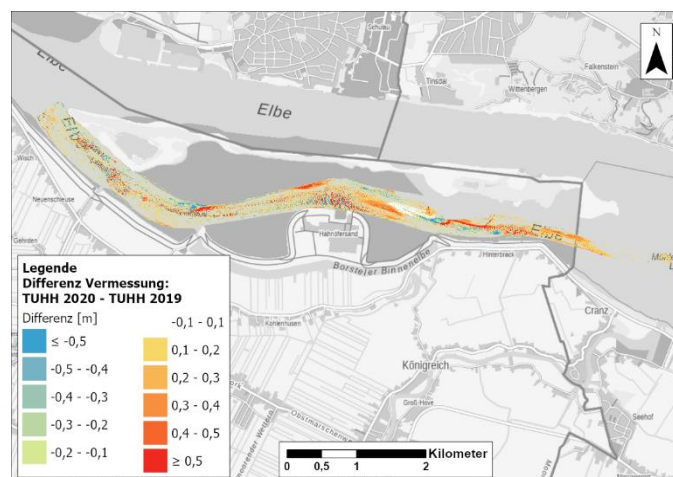 Schulau
N
Elbe
Elbe
Tinsdal
Falkenstein
Wittenbergen
Wisch
Neuenschleuse
Elbe
Hahnöfersand
Borsteler Binnenelbe
Hinterbrack
Cranz
Kohlenhusen
Königreich
Groß-Hove
Seehof
Legende
Differenz Vermessung:
TUHH 2020 - TUHH 2019
Differenz [m]
≤ -0,5
-0,5 - -0,4
-0,4 - -0,3
-0,3 - -0,2
-0,2 - -0,1
-0,1 - 0,1
0,1 - 0,2
0,2 - 0,3
0,3 - 0,4
0,4 - 0,5
≥ 0,5
Kilometer
0 0,5 1 2